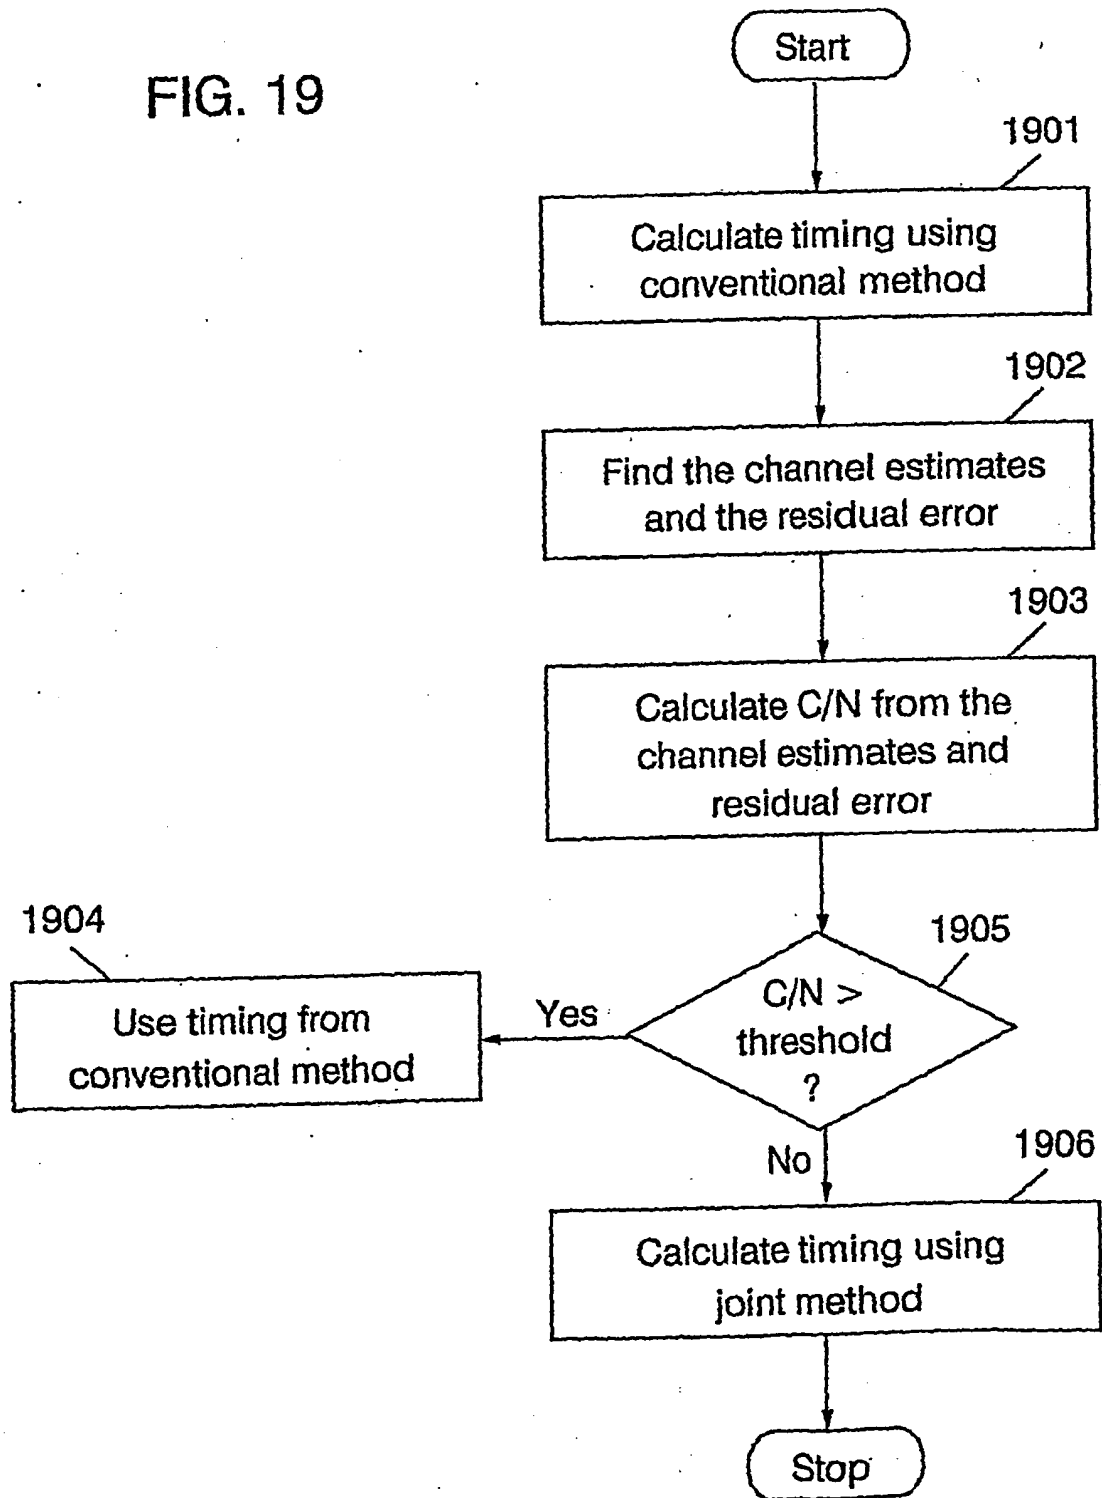 FIG. 19
Start
1901
Calculate timing using
conventional method
1902
Find the channel estimates
and the residual error
1903
Calculate C/N from the
channel estimates and
residual error
1904
Use timing from
conventional method
Yes
1905
C/N >
threshold
?
No
1906
Calculate timing using
joint method
Stop